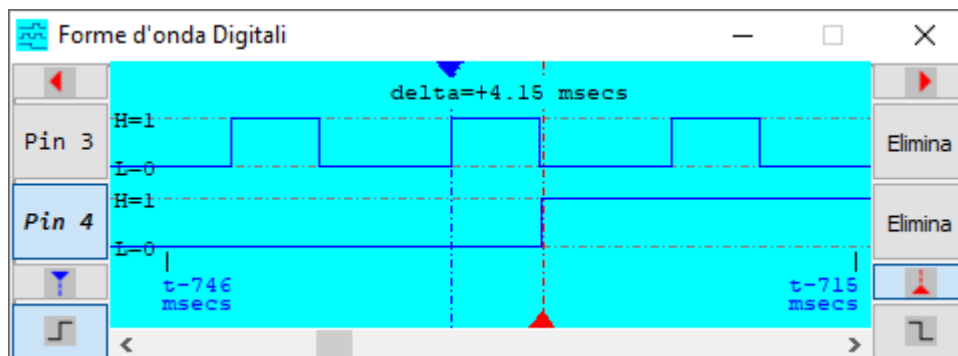 Forme d'onda Digitali
delta=+4.15 msecs
Pin 3
H=1
L=0
Elimina
Pin 4
H=1
L=0
Elimina
t-746
msecs
t-715
msecs